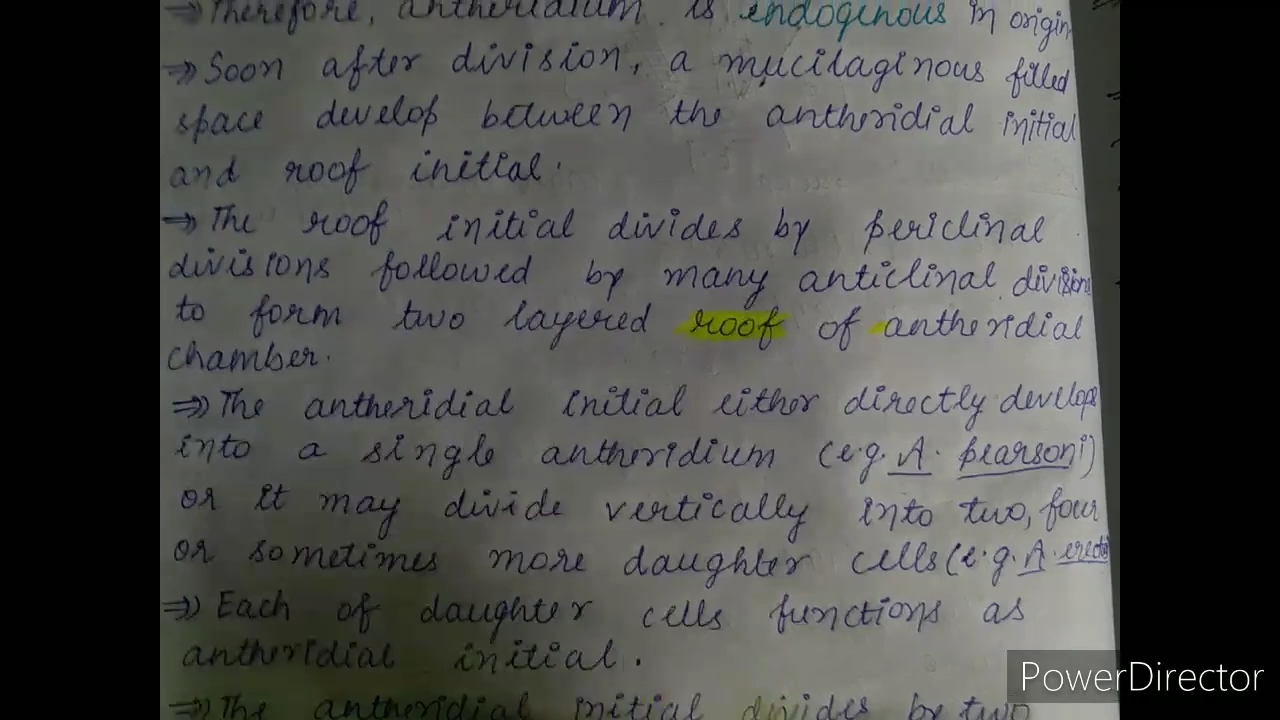 ⇒ Therefore, antheridium is endogenous in origin
⇒ Soon after division, a mucilaginous filled
space develop between the antheridial initial
and roof initial.
⇒ The roof initial divides by periclinal
divisions followed by many anticlinal division
to form two layered roof of antheridial
chamber.
⇒ The antheridial initial either directly develops
into a single antheridium (e.g. A. pearsoni)
or it may divide vertically into two, four
or sometimes more daughter cells (e.g. A. erectus
⇒ Each of daughter cells functions as
antheridial initial.
⇒ The antheridial initial divides by two
PowerDirector